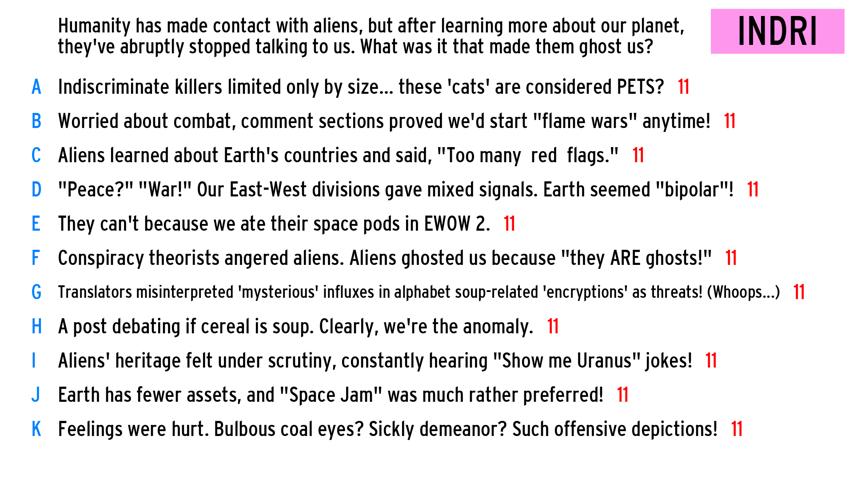 Humanity has made contact with aliens, but after learning more about our planet,
they've abruptly stopped talking to us. What was it that made them ghost us?
INDRI
A Indiscriminate killers limited only by size... these 'cats' are considered PETS? 11
B Worried about combat, comment sections proved we'd start "flame wars" anytime! 11
C Aliens learned about Earth's countries and said, "Too many red flags." 11
D "Peace?" "War!" Our East-West divisions gave mixed signals. Earth seemed "bipolar"! 11
E They can't because we ate their space pods in EWOW 2. 11
F Conspiracy theorists angered aliens. Aliens ghosted us because "they ARE ghosts!" 11
G Translators misinterpreted 'mysterious' influxes in alphabet soup-related 'encryptions' as threats! (Whoops...) 11
H A post debating if cereal is soup. Clearly, we're the anomaly. 11
I Aliens' heritage felt under scrutiny, constantly hearing "Show me Uranus" jokes! 11
J Earth has fewer assets, and "Space Jam" was much rather preferred! 11
K Feelings were hurt. Bulbous coal eyes? Sickly demeanor? Such offensive depictions! 11